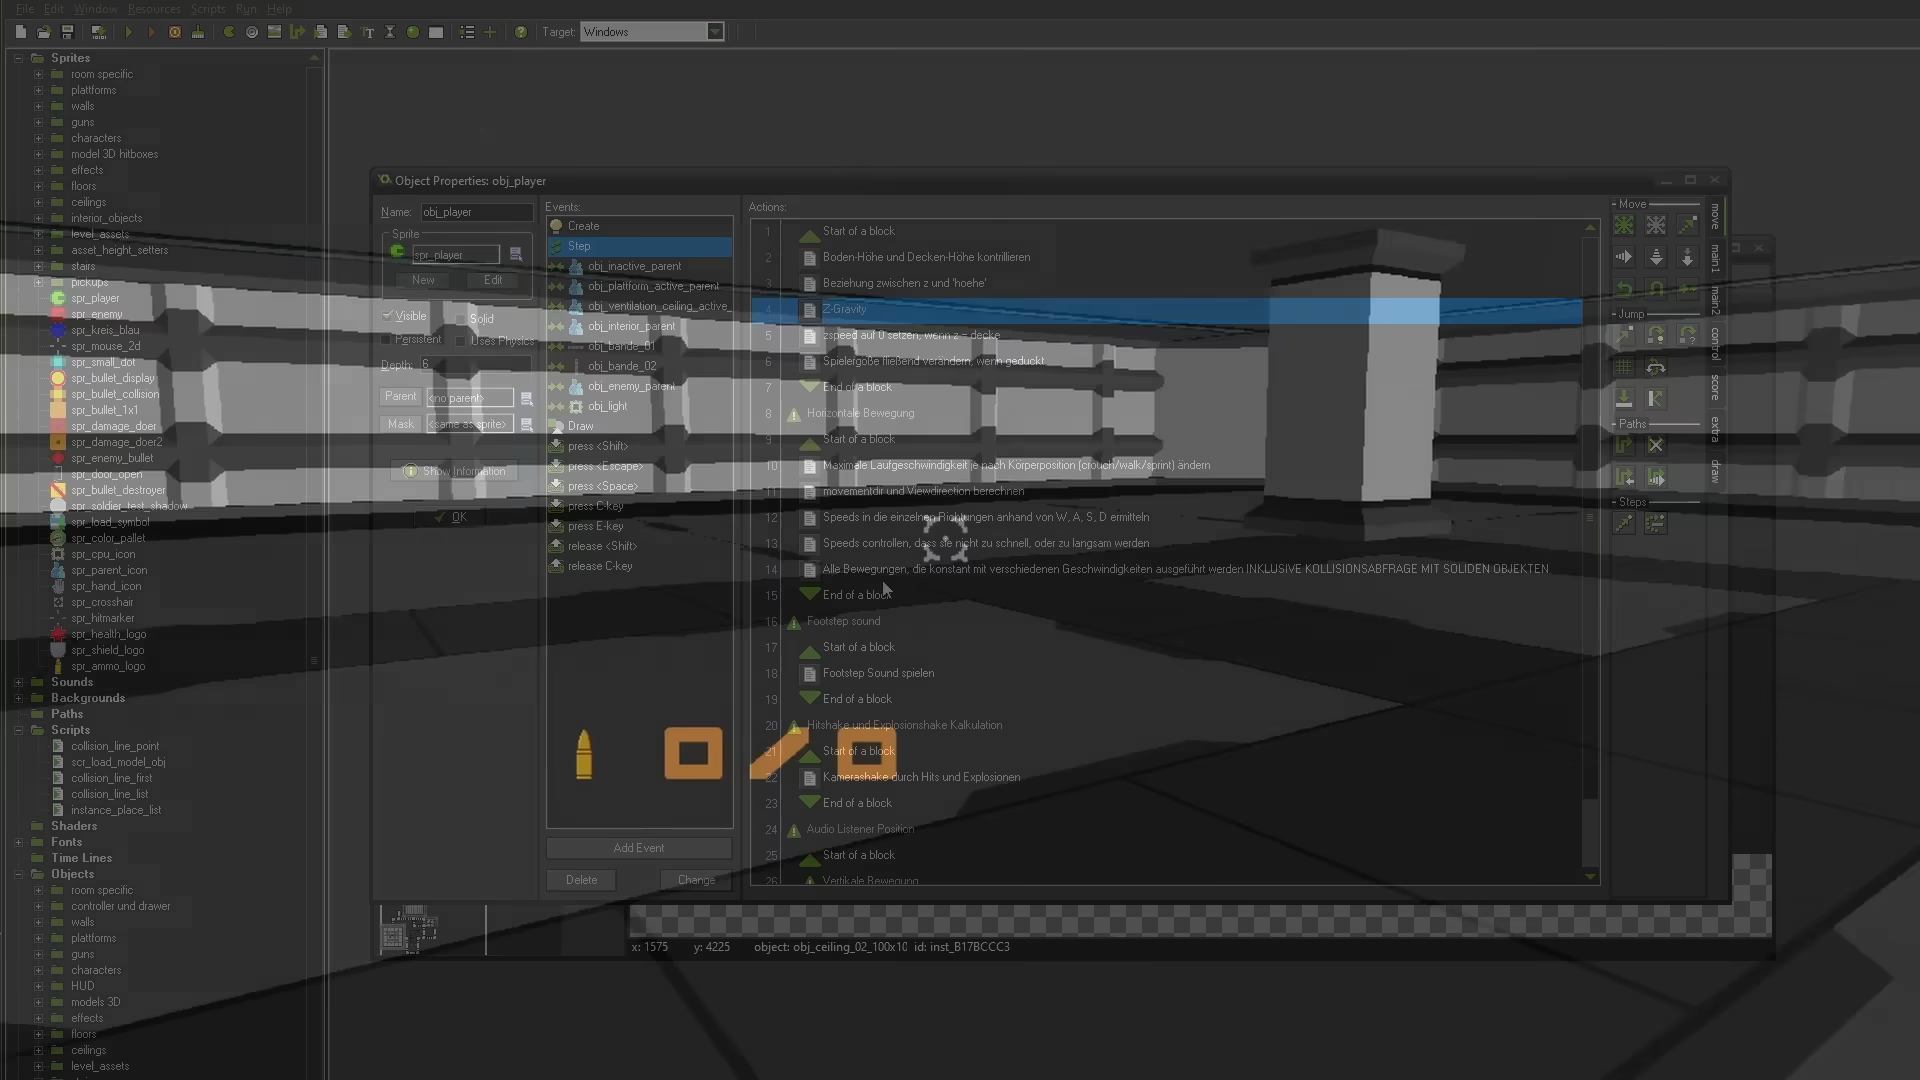 File Edit Window Resources Scripts Run Help
Target: Windows
Sprites
room specific
plattforms
walls
guns
characters
model 3D hitboxes
effects
floors
ceilings
interior_objects
level_assets
asset_height_setters
stairs
pickups
spr_player
spr_enemy
spr_kreis_blau
spr_mouse_2d
spr_small_dot
spr_bullet_display
spr_bullet_collision
spr_bullet_1x1
spr_damage_doer
spr_damage_doer2
spr_enemy_bullet
spr_door_open
spr_bullet_destroyer
spr_soldier_test_shadow
spr_load_symbol
spr_color_pallet
spr_cpu_icon
spr_parent_icon
spr_hand_icon
spr_crosshair
spr_hitmarker
spr_health_logo
spr_shield_logo
spr_ammo_logo
Sounds
Backgrounds
Paths
Scripts
collision_line_point
scr_load_model_obj
collision_line_first
collision_line_list
instance_place_list
Shaders
Fonts
Time Lines
Objects
room specific
controller und drawer
walls
plattforms
guns
characters
HUD
models 3D
effects
floors
ceilings
level_assets
Object Properties: obj_player
Name: obj_player
Sprite
spr_player
New Edit
Visible Solid
Persistent Uses Physics
Depth: 6
Parent <no parent>
Mask <same as sprite>
Show Information
OK
Events:
Create
Step
obj_inactive_parent
obj_plattform_active_parent
obj_ventilation_ceiling_active_
obj_interior_parent
obj_bande_01
obj_bande_02
obj_enemy_parent
obj_light
Draw
press <Shift>
press <Escape>
press <Space>
press C-key
press E-key
release <Shift>
release C-key
Add Event
Delete Change
Actions:
1 Start of a block
2 Boden-Höhe und Decken-Höhe kontrillieren
3 Beziehung zwischen z und 'hoehe'
4 Z-Gravity
5 zspeed auf 0 setzen, wenn z = decke
6 Spielergröße fließend verändern, wenn geduckt
7 End of a block
8 Horizontale Bewegung
9 Start of a block
10 Maximale Laufgeschwindigkeit je nach Körperposition (crouch/walk/sprint) ändern
11 movementdir und Viewdirection berechnen
12 Speeds in die einzelnen Richtungen anhand von W, A, S, D ermitteln
13 Speeds controllen, dass sie nicht zu schnell, oder zu langsam werden
14 Alle Bewegungen, die konstant mit verschiedenen Geschwindigkeiten ausgeführt werden INKLUSIVE KOLLISIONSABFRAGE MIT SOLIDEN OBJEKTEN
15 End of a block
16 Footstep sound
17 Start of a block
18 Footstep Sound spielen
19 End of a block
20 Hitshake und Explosionshake Kalkulation
21 Start of a block
22 Kamerashake durch Hits und Explosionen
23 End of a block
24 Audio Listener Position
25 Start of a block
26 Vertikale Bewegung
0/0
Move
Jump
Paths
Steps
move
main1
main2
control
score
extra
draw
x: 1575 y: 4225 object: obj_ceiling_02_100x10 id: inst_B17BCCC3